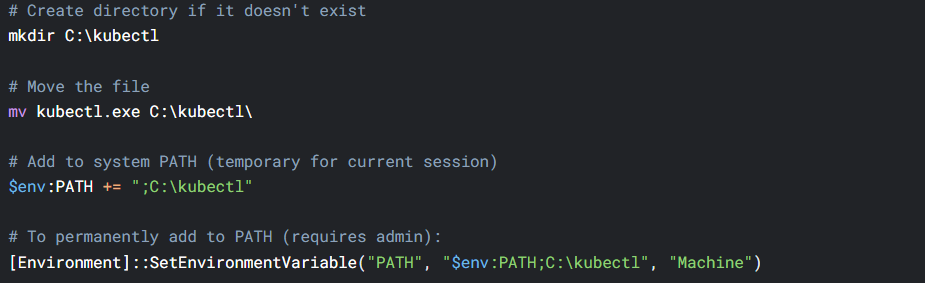 # Create directory if it doesn't exist
mkdir C:\kubectl
# Move the file
mv kubectl.exe C:\kubectl\
# Add to system PATH (temporary for current session)
$env:PATH += ";C:\kubectl"
# To permanently add to PATH (requires admin):
[Environment]::SetEnvironmentVariable("PATH", "$env:PATH;C:\kubectl", "Machine")